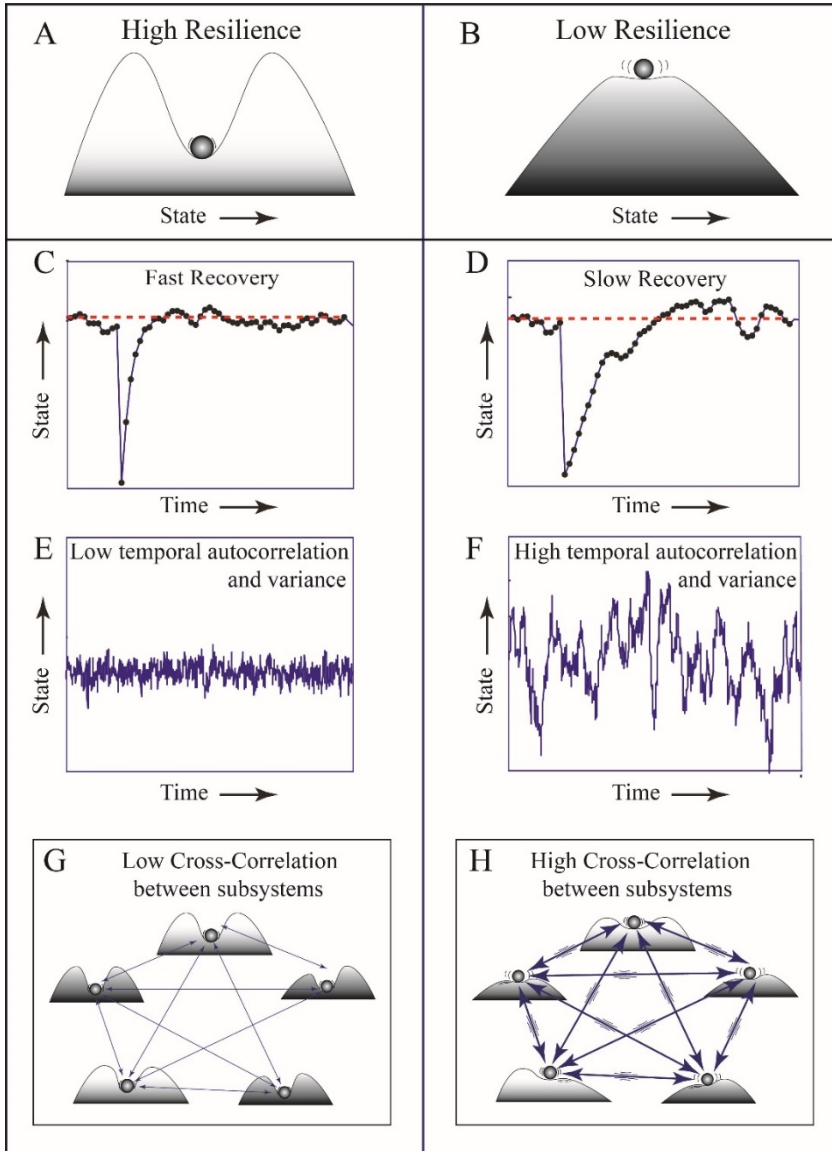 A
High Resilience
State
B
Low Resilience
State
C
Fast Recovery
State
Time
D
Slow Recovery
State
Time
E
Low temporal autocorrelation
and variance
State
Time
F
High temporal autocorrelation
and variance
State
Time
G
Low Cross-Correlation
between subsystems
H
High Cross-Correlation
between subsystems